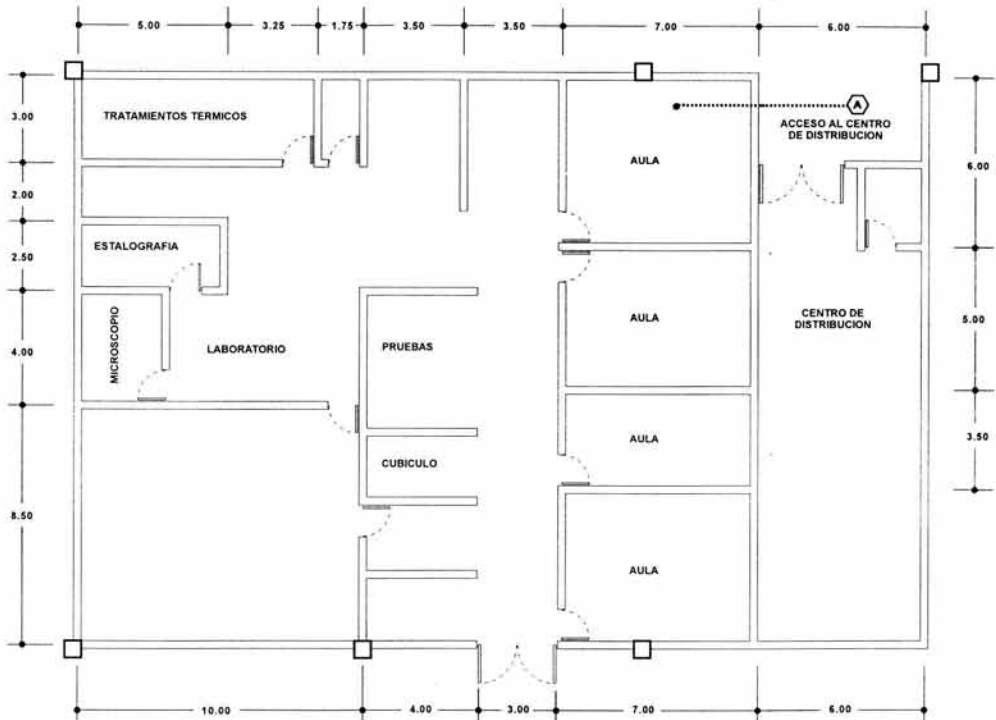 5.00 3.25 1.75 3.50 3.50 7.00 6.00
3.00
TRATAMIENTOS TERMICOS
A
ACCESO AL CENTRO
DE DISTRIBUCION
AULA
6.00
2.00
ESTALOGRAFIA
2.50
MICROSCOPIO
LABORATORIO
PRUEBAS
AULA
CENTRO DE
DISTRIBUCION
5.00
4.00
AULA
3.50
CUBICULO
8.50
AULA
10.00 4.00 3.00 7.00 6.00